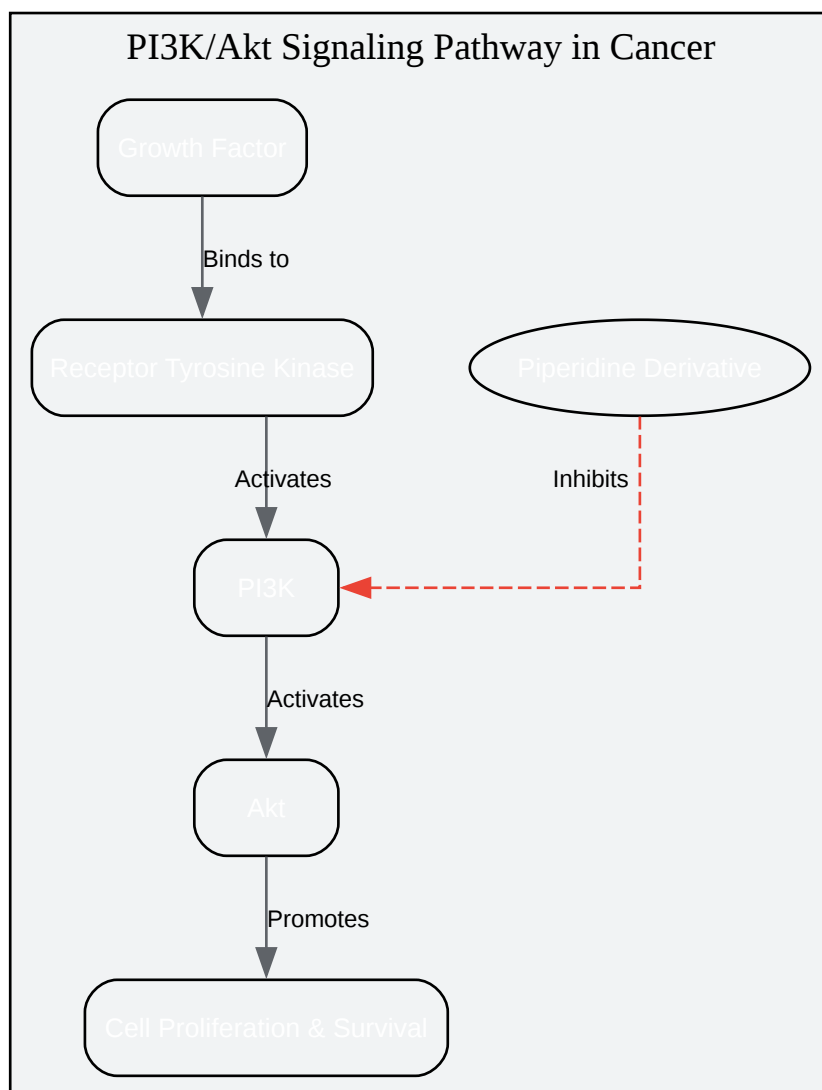 PI3K/Akt Signaling Pathway in Cancer
Growth Factor
Binds to
Receptor Tyrosine Kinase
Piperidine Derivative
Activates
Inhibits
PI3K
Activates
Akt
Promotes
Cell Proliferation & Survival